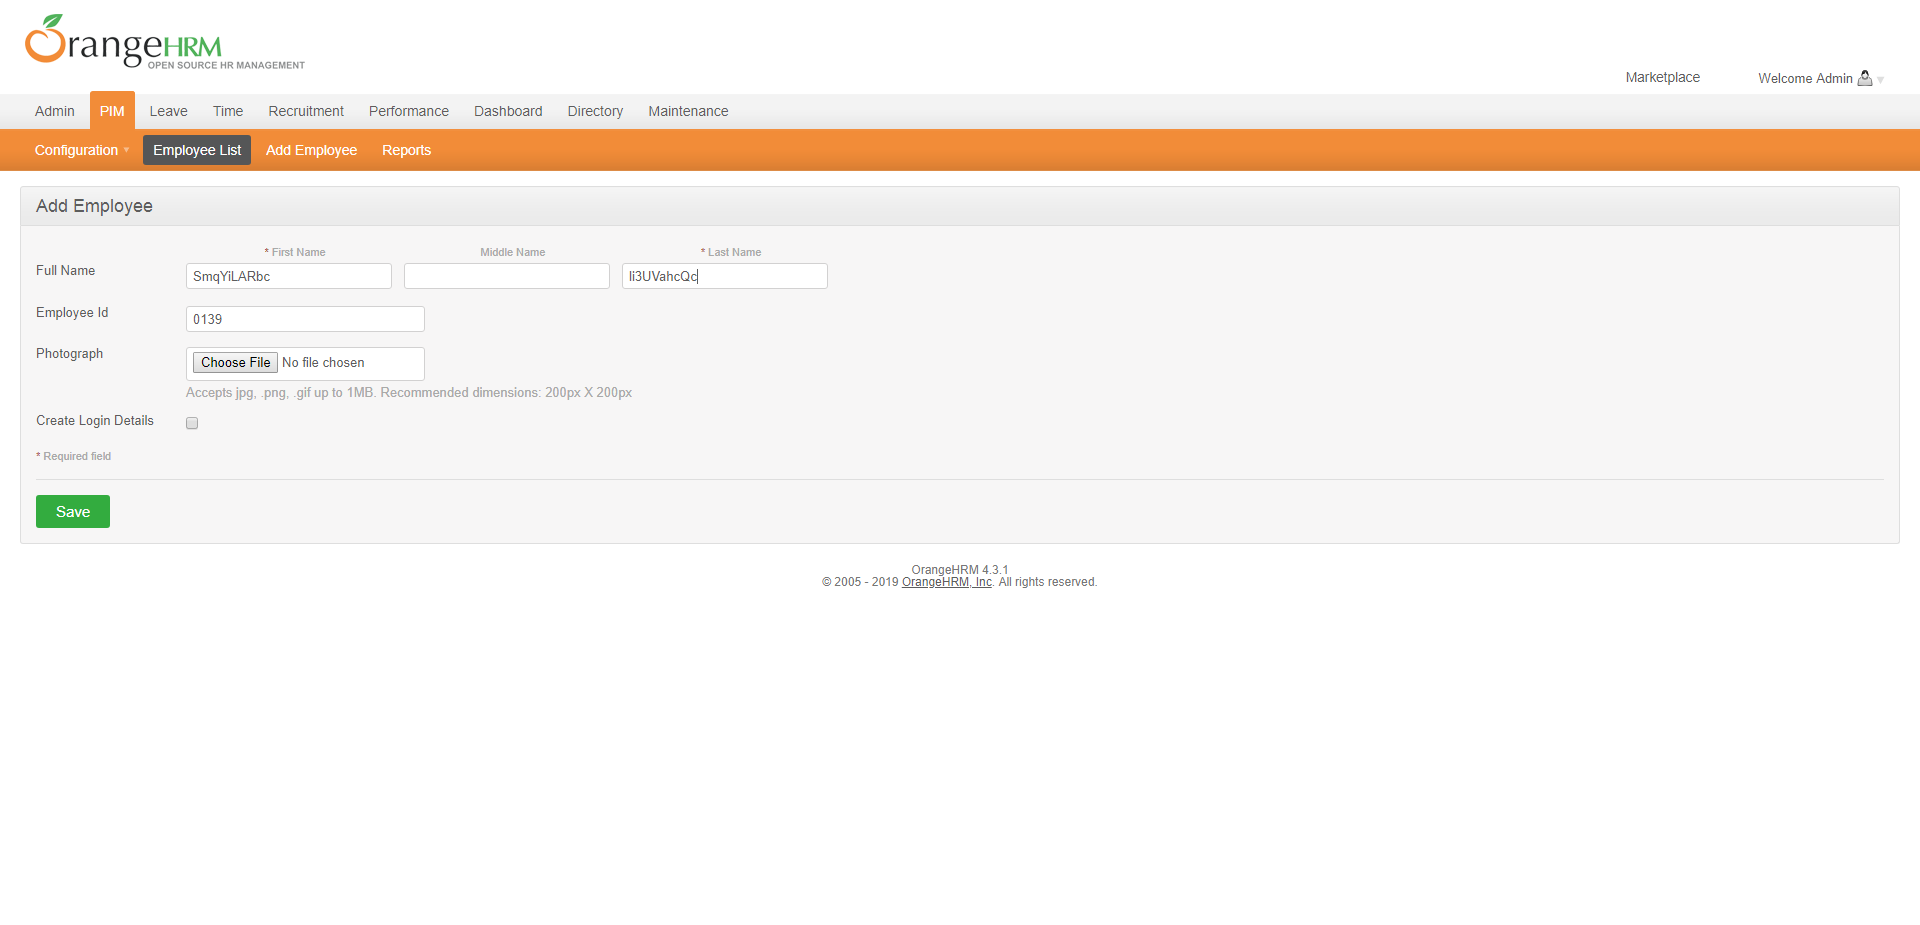 OrangeHRM
OPEN SOURCE HR MANAGEMENT
Marketplace Welcome Admin
Admin PIM Leave Time Recruitment Performance Dashboard Directory Maintenance
Configuration Employee List Add Employee Reports
Add Employee
* First Name Middle Name * Last Name
Full Name SmqYiLARbc li3UVahcQc
Employee Id 0139
Photograph Choose File No file chosen
Accepts jpg, .png, .gif up to 1MB. Recommended dimensions: 200px X 200px
Create Login Details
* Required field
Save
OrangeHRM 4.3.1
© 2005 - 2019 OrangeHRM, Inc. All rights reserved.